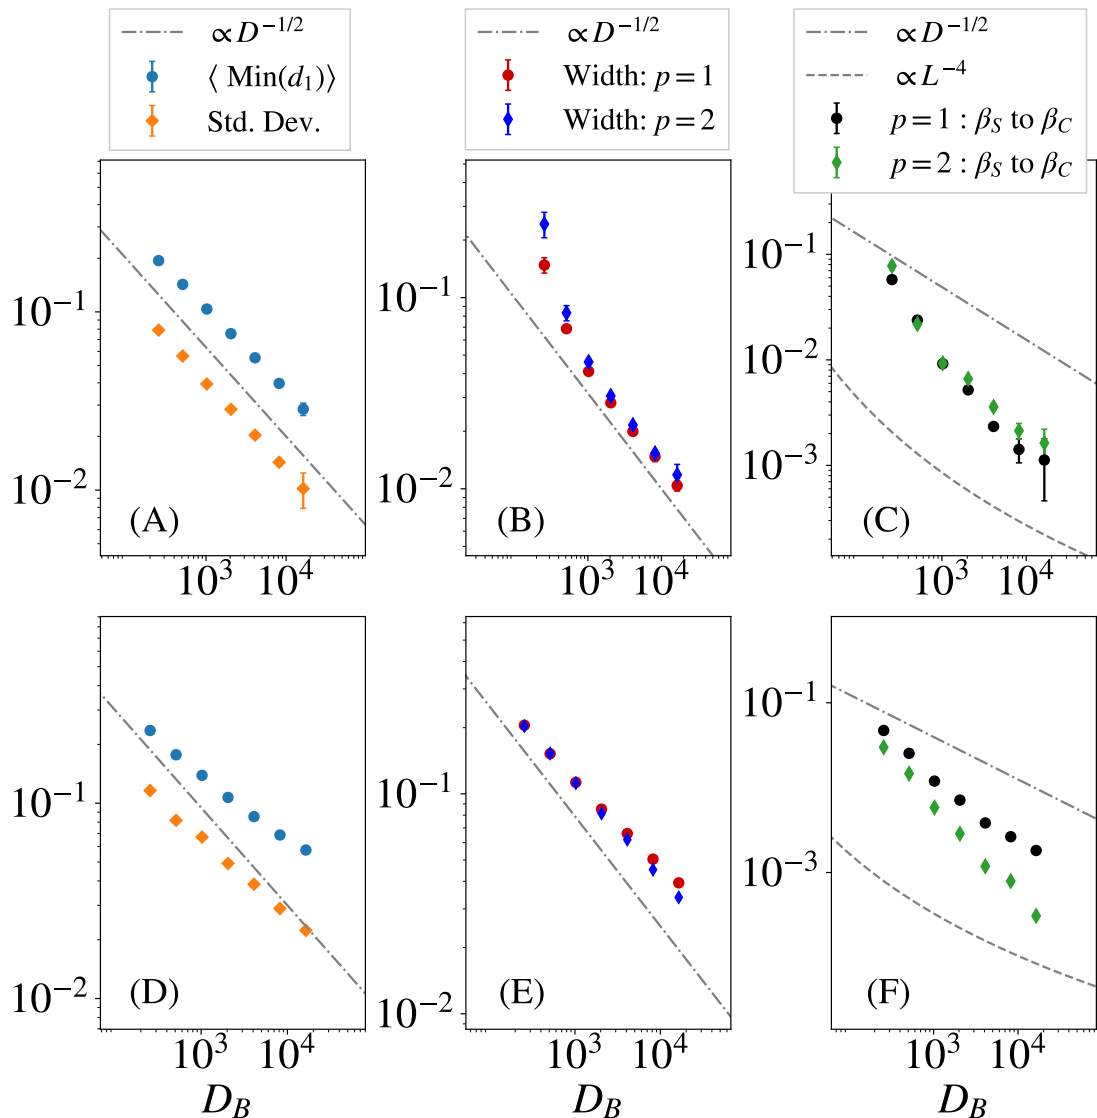 ∝D^{−1/2}
⟨ Min(d_1)⟩
Std. Dev.
∝D^{−1/2}
Width: p = 1
Width: p = 2
∝D^{−1/2}
∝L^{−4}
p = 1 : β_S to β_C
p = 2 : β_S to β_C
10^{−1}
10^{−2}
(A)
10^3
10^4
10^{−1}
10^{−2}
(B)
10^3
10^4
10^{−1}
10^{−2}
10^{−3}
(C)
10^3
10^4
10^{−1}
10^{−2}
(D)
10^3
10^4
D_B
10^{−1}
10^{−2}
(E)
10^3
10^4
D_B
10^{−1}
10^{−3}
(F)
10^3
10^4
D_B